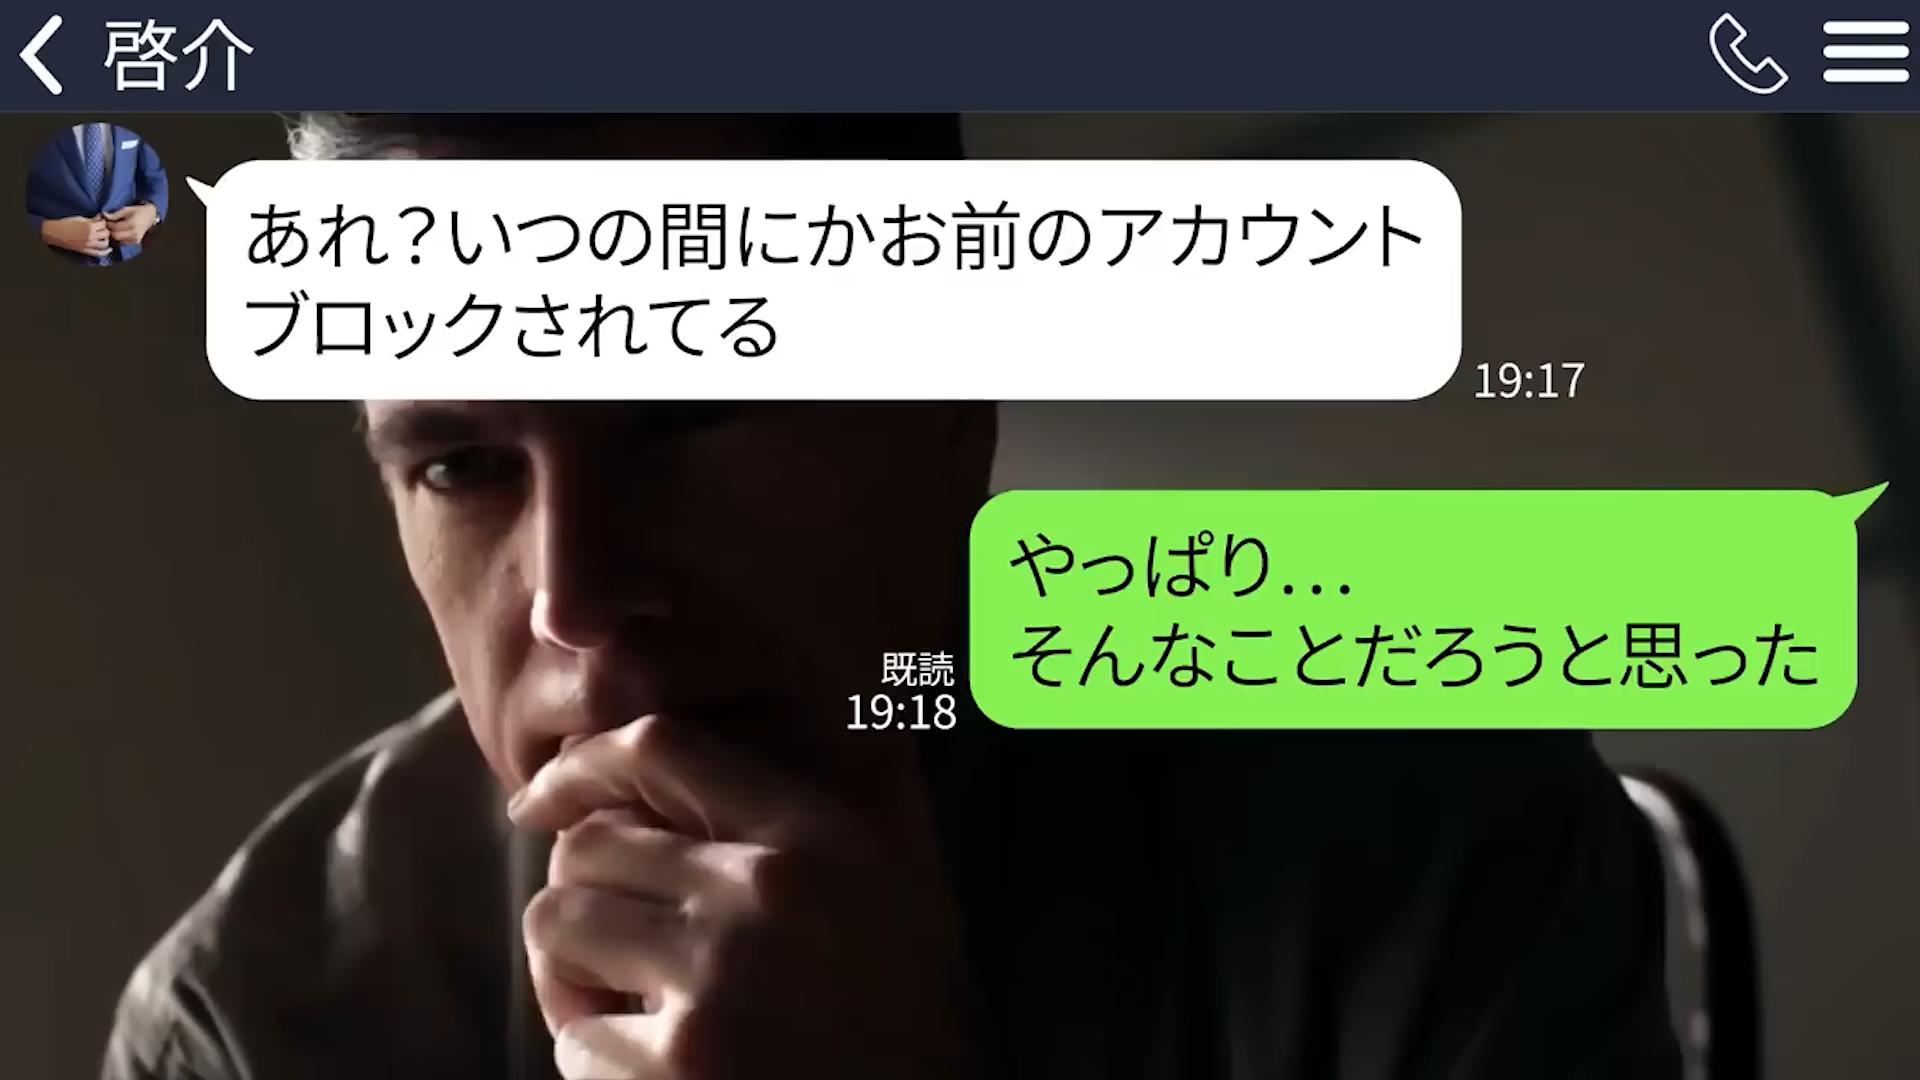 啓介
あれ？いつの間にかお前のアカウント
ブロックされてる
19:17
やっぱり…
そんなことだろうと思った
既読
19:18